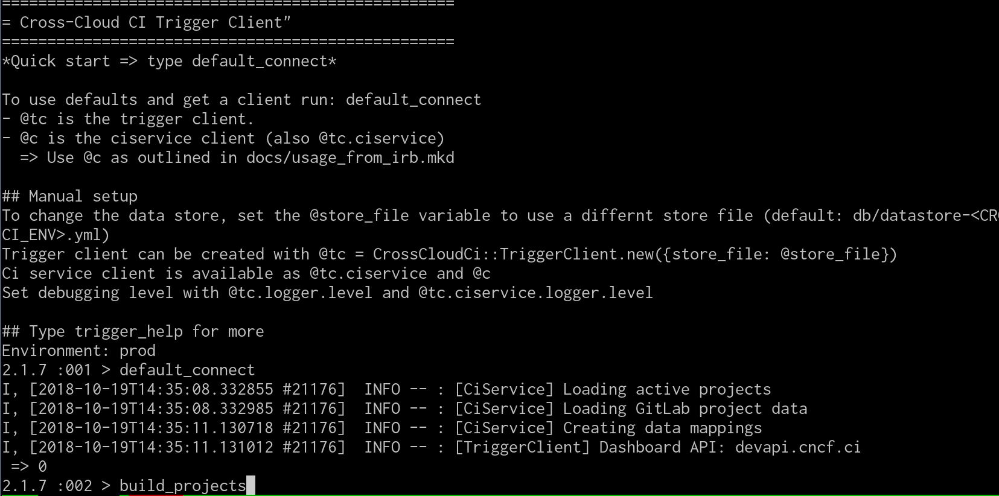 ==================================================
= Cross-Cloud CI Trigger Client"
==================================================
*Quick start => type default_connect*
To use defaults and get a client run: default_connect
- @tc is the trigger client.
- @c is the ciservice client (also @tc.ciservice)
  => Use @c as outlined in docs/usage_from_irb.mkd
## Manual setup
To change the data store, set the @store_file variable to use a differnt store file (default: db/datastore-<CR
CI_ENV>.yml)
Trigger client can be created with @tc = CrossCloudCi::TriggerClient.new({store_file: @store_file})
Ci service client is available as @tc.ciservice and @c
Set debugging level with @tc.logger.level and @tc.ciservice.logger.level
## Type trigger_help for more
Environment: prod
2.1.7 :001 > default_connect
I, [2018-10-19T14:35:08.332855 #21176]  INFO -- : [CiService] Loading active projects
I, [2018-10-19T14:35:08.332985 #21176]  INFO -- : [CiService] Loading GitLab project data
I, [2018-10-19T14:35:11.130718 #21176]  INFO -- : [CiService] Creating data mappings
I, [2018-10-19T14:35:11.131012 #21176]  INFO -- : [TriggerClient] Dashboard API: devapi.cncf.ci
 => 0
2.1.7 :002 > build_projects